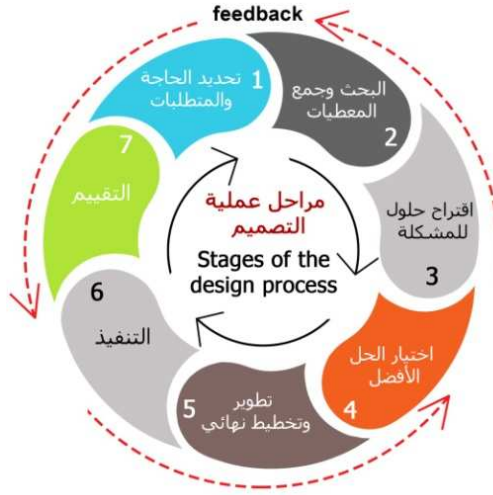 feedback
1
تحديد الحاجة
والمتطلبات
البحث وجمع
المعطيات
2
اقتراح حلول
للمشكلة
3
اختيار الحل
الأفضل
4
تطوير
وتخطيط نهائي
5
6
التنفيذ
7
التقييم
مراحل عملية
التصميم
Stages of the
design process